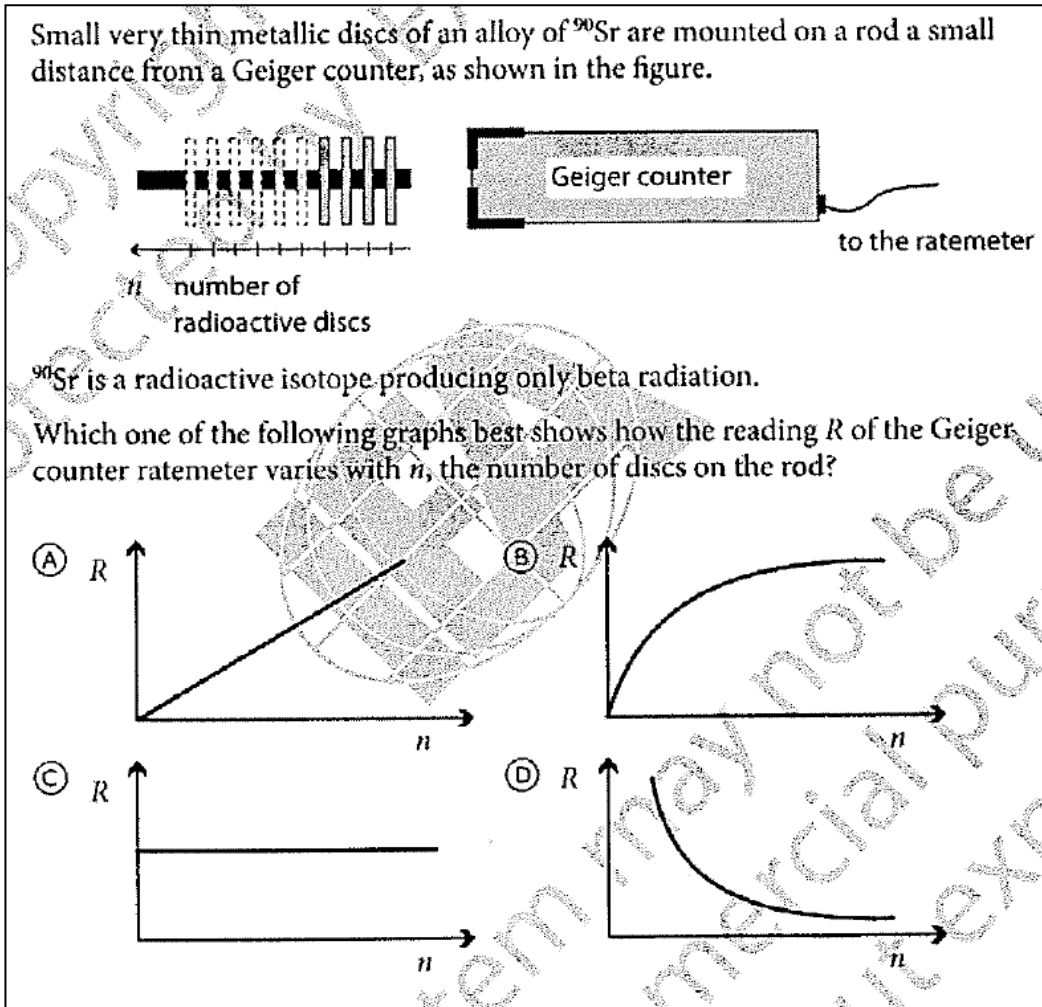 Small very thin metallic discs of an alloy of ⁹⁰Sr are mounted on a rod a small
distance from a Geiger counter, as shown in the figure.
Geiger counter
to the ratemeter
n number of
radioactive discs
⁹⁰Sr is a radioactive isotope producing only beta radiation.
Which one of the following graphs best shows how the reading R of the Geiger
counter ratemeter varies with n, the number of discs on the rod?
A R
n
B R
n
C R
n
D R
n